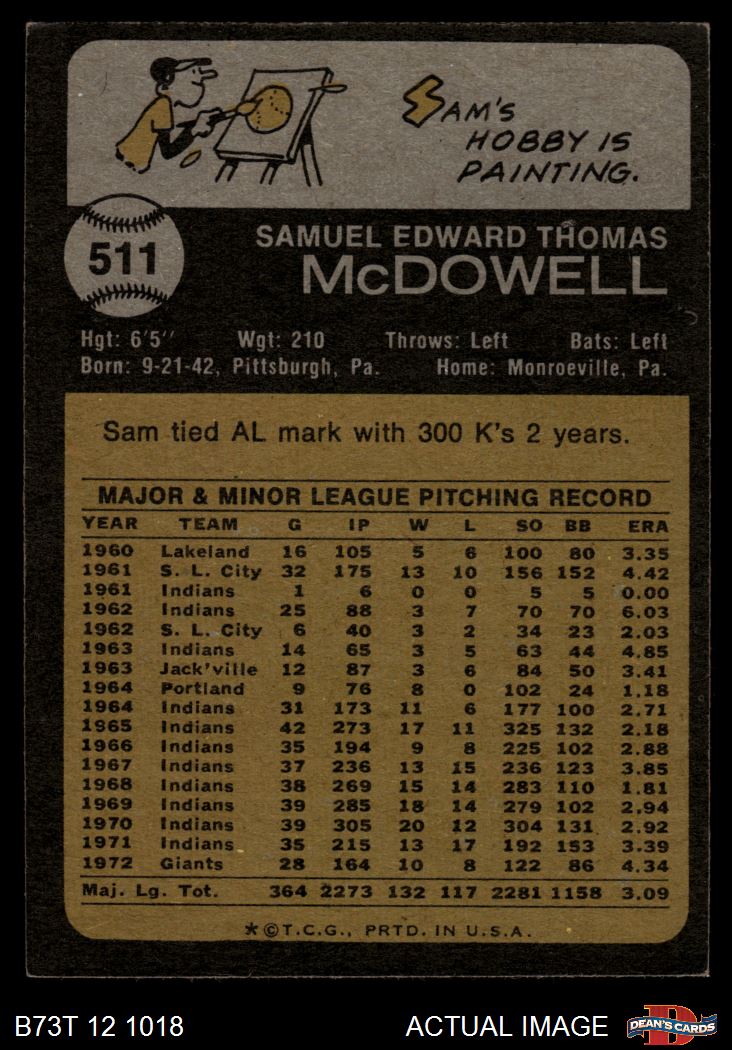 SAM'S
HOBBY IS
PAINTING.
511
SAMUEL EDWARD THOMAS
McDOWELL
Hgt: 6'5" Wgt: 210 Throws: Left Bats: Left
Born: 9-21-42, Pittsburgh, Pa. Home: Monroeville, Pa.
Sam tied AL mark with 300 K's 2 years.
MAJOR & MINOR LEAGUE PITCHING RECORD
YEAR TEAM G IP W L SO BB ERA
1960 Lakeland 16 105 5 6 100 80 3.35
1961 S. L. City 32 175 13 10 156 152 4.42
1961 Indians 1 6 0 0 5 5 0.00
1962 Indians 25 88 3 7 70 70 6.03
1962 S. L. City 6 40 3 2 34 23 2.03
1963 Indians 14 65 3 5 63 44 4.85
1963 Jack'ville 12 87 3 6 84 50 3.41
1964 Portland 9 76 8 0 102 24 1.18
1964 Indians 31 173 11 6 177 100 2.71
1965 Indians 42 273 17 11 325 132 2.18
1966 Indians 35 194 9 8 225 102 2.88
1967 Indians 37 236 13 15 236 123 3.85
1968 Indians 38 269 15 14 283 110 1.81
1969 Indians 39 285 18 14 279 102 2.94
1970 Indians 39 305 20 12 304 131 2.92
1971 Indians 35 215 13 17 192 153 3.39
1972 Giants 28 164 10 8 122 86 4.34
Maj. Lg. Tot. 364 2273 132 117 2281 1158 3.09
*©T.C.G., PRTD. IN U.S.A.
B73T 12 1018 ACTUAL IMAGE DEAN'S CARDS